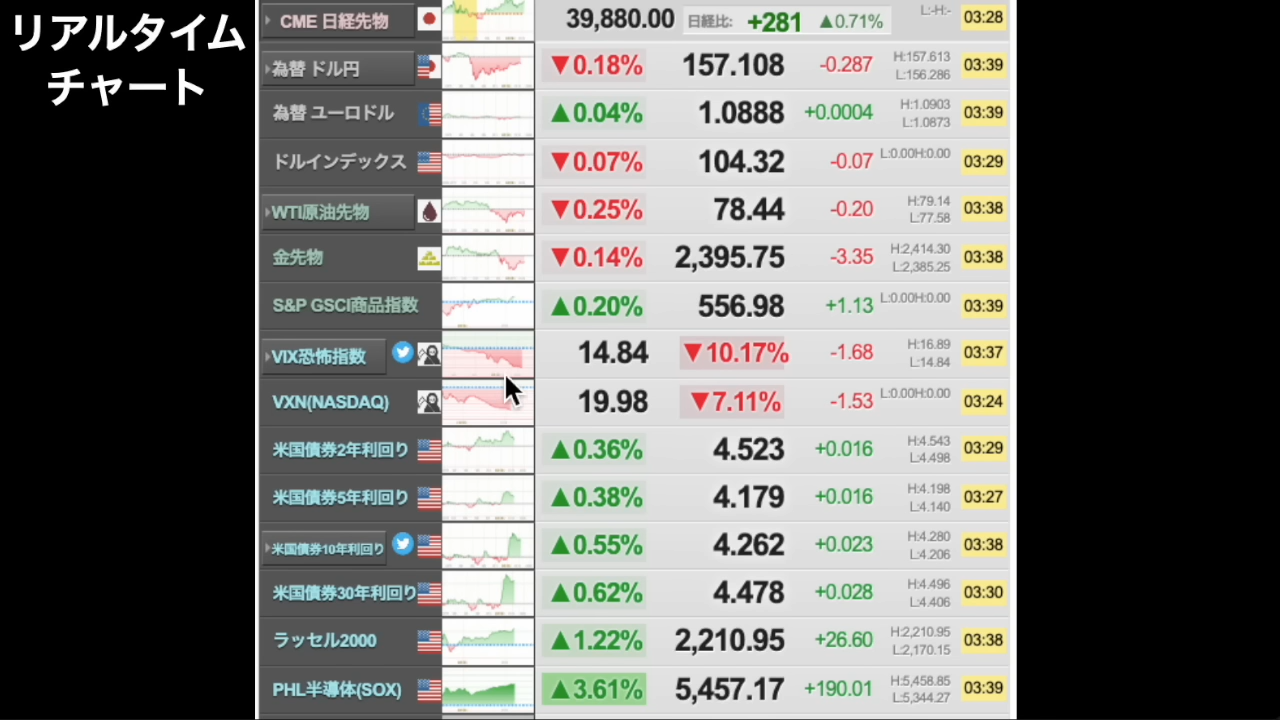 リアルタイム
チャート
CME 日経先物 39,880.00 日経比: +281 ▲0.71% L:-H:- 03:28
為替 ドル円 ▼0.18% 157.108 -0.287 H:157.613 L:156.286 03:39
為替 ユーロドル ▲0.04% 1.0888 +0.0004 H:1.0903 L:1.0873 03:39
ドルインデックス ▼0.07% 104.32 -0.07 L:0.00H:0.00 03:29
WTI原油先物 ▼0.25% 78.44 -0.20 H:79.14 L:77.58 03:38
金先物 ▼0.14% 2,395.75 -3.35 H:2,414.30 L:2,385.25 03:38
S&P GSCI商品指数 ▲0.20% 556.98 +1.13 L:0.00H:0.00 03:39
VIX恐怖指数 14.84 ▼10.17% -1.68 H:16.89 L:14.84 03:37
VXN(NASDAQ) 19.98 ▼7.11% -1.53 L:0.00H:0.00 03:24
米国債券2年利回り ▲0.36% 4.523 +0.016 H:4.543 L:4.498 03:29
米国債券5年利回り ▲0.38% 4.179 +0.016 H:4.198 L:4.140 03:27
米国債券10年利回り ▲0.55% 4.262 +0.023 H:4.280 L:4.206 03:38
米国債券30年利回り ▲0.62% 4.478 +0.028 H:4.496 L:4.406 03:30
ラッセル2000 ▲1.22% 2,210.95 +26.60 H:2,210.95 L:2,170.15 03:38
PHL半導体(SOX) ▲3.61% 5,457.17 +190.01 H:5,458.85 L:5,344.27 03:39